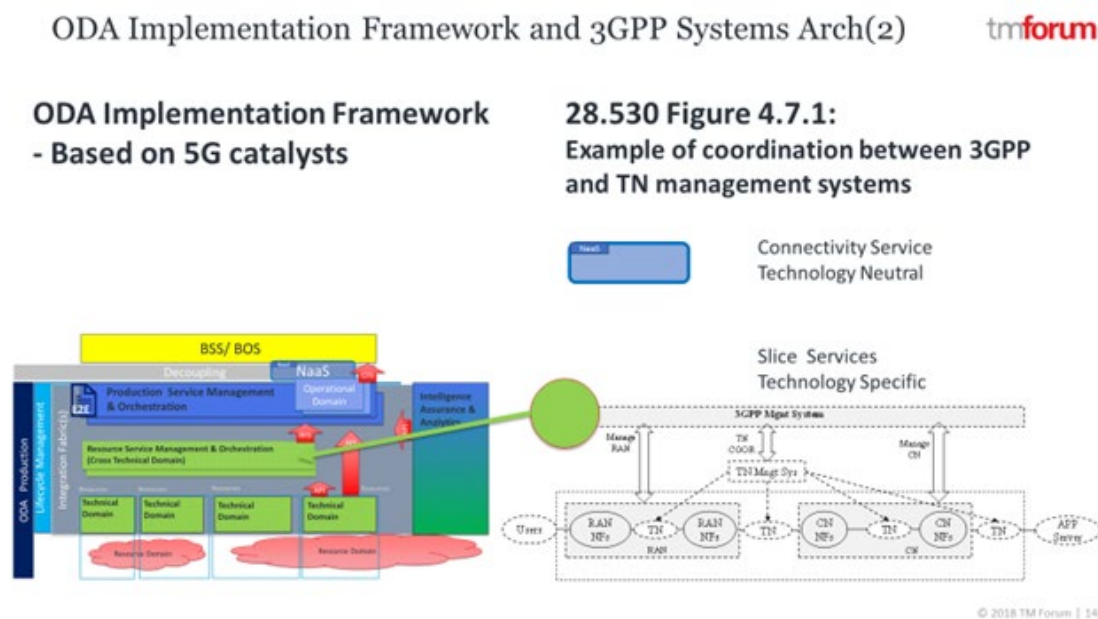 ODA Implementation Framework and 3GPP Systems Arch(2)
tmforum
ODA Implementation Framework
- Based on 5G catalysts
28.530 Figure 4.7.1:
Example of coordination between 3GPP
and TN management systems
NaaS
Connectivity Service
Technology Neutral
Slice Services
Technology Specific
BSS/ BOS
Decoupling
NaaS
Production Service Management
& Orchestration
E2E
Operational
Domain
Intelligence
Assurance &
Analytics
ODA Production
Lifecycle Management
Integration Fabric(s)
Resource Service Management & Orchestration
(Cross Technical Domain)
API
Technical
Domain
Technical
Domain
Technical
Domain
Technical
Domain
Resource Domain
Resource Domain
3GPP Mgmt System
Manage
RAN
TN
COOR
Manage
CN
TN Mngt Sys
Users
RAN
NFs
TN
RAN
NFs
TN
CN
NFs
TN
CN
NFs
TN
APP
Server
RAN
CN
© 2018 TM Forum | 14